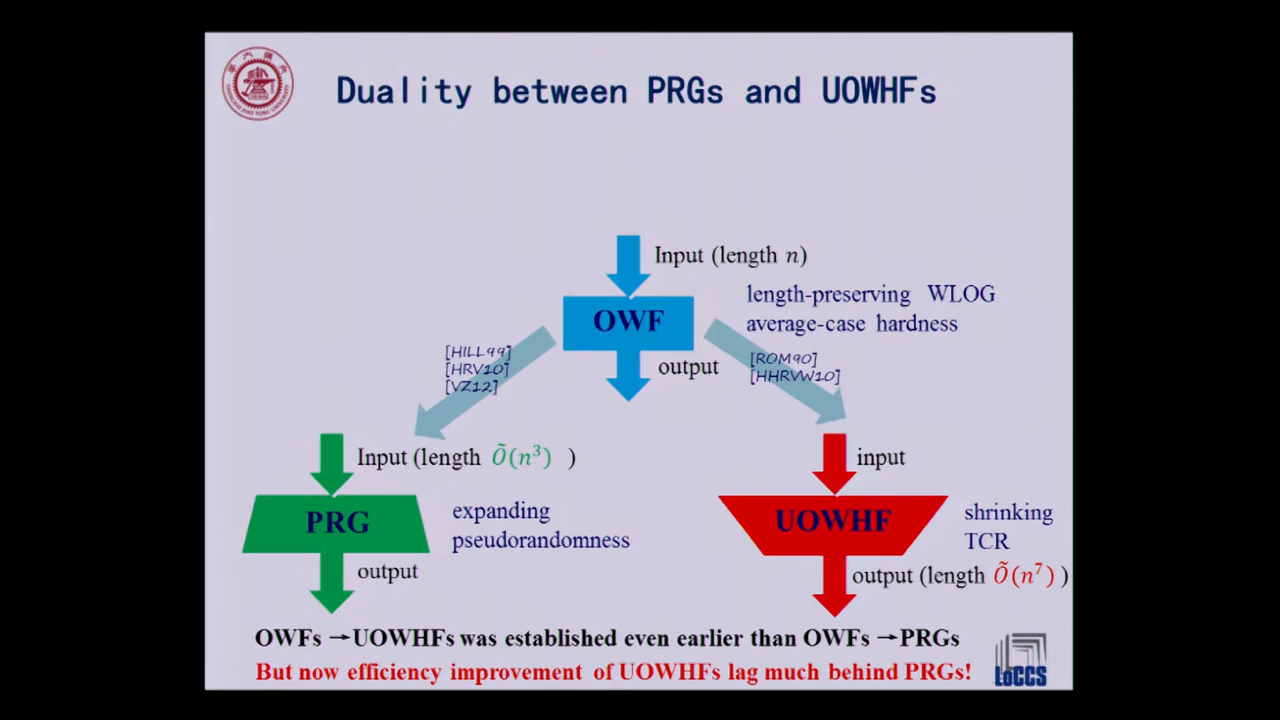 Duality between PRGs and UOWHFs
Input (length n)
OWF
length-preserving WLOG
average-case hardness
output
[HILL99]
[HRV10]
[VZ12]
[ROM90]
[HHRVW10]
Input (length Õ(n³) )
PRG
expanding
pseudorandomness
output
input
UOWHF
shrinking
TCR
output (length Õ(n⁷) )
OWFs →UOWHFs was established even earlier than OWFs →PRGs
But now efficiency improvement of UOWHFs lag much behind PRGs!
LoCCS